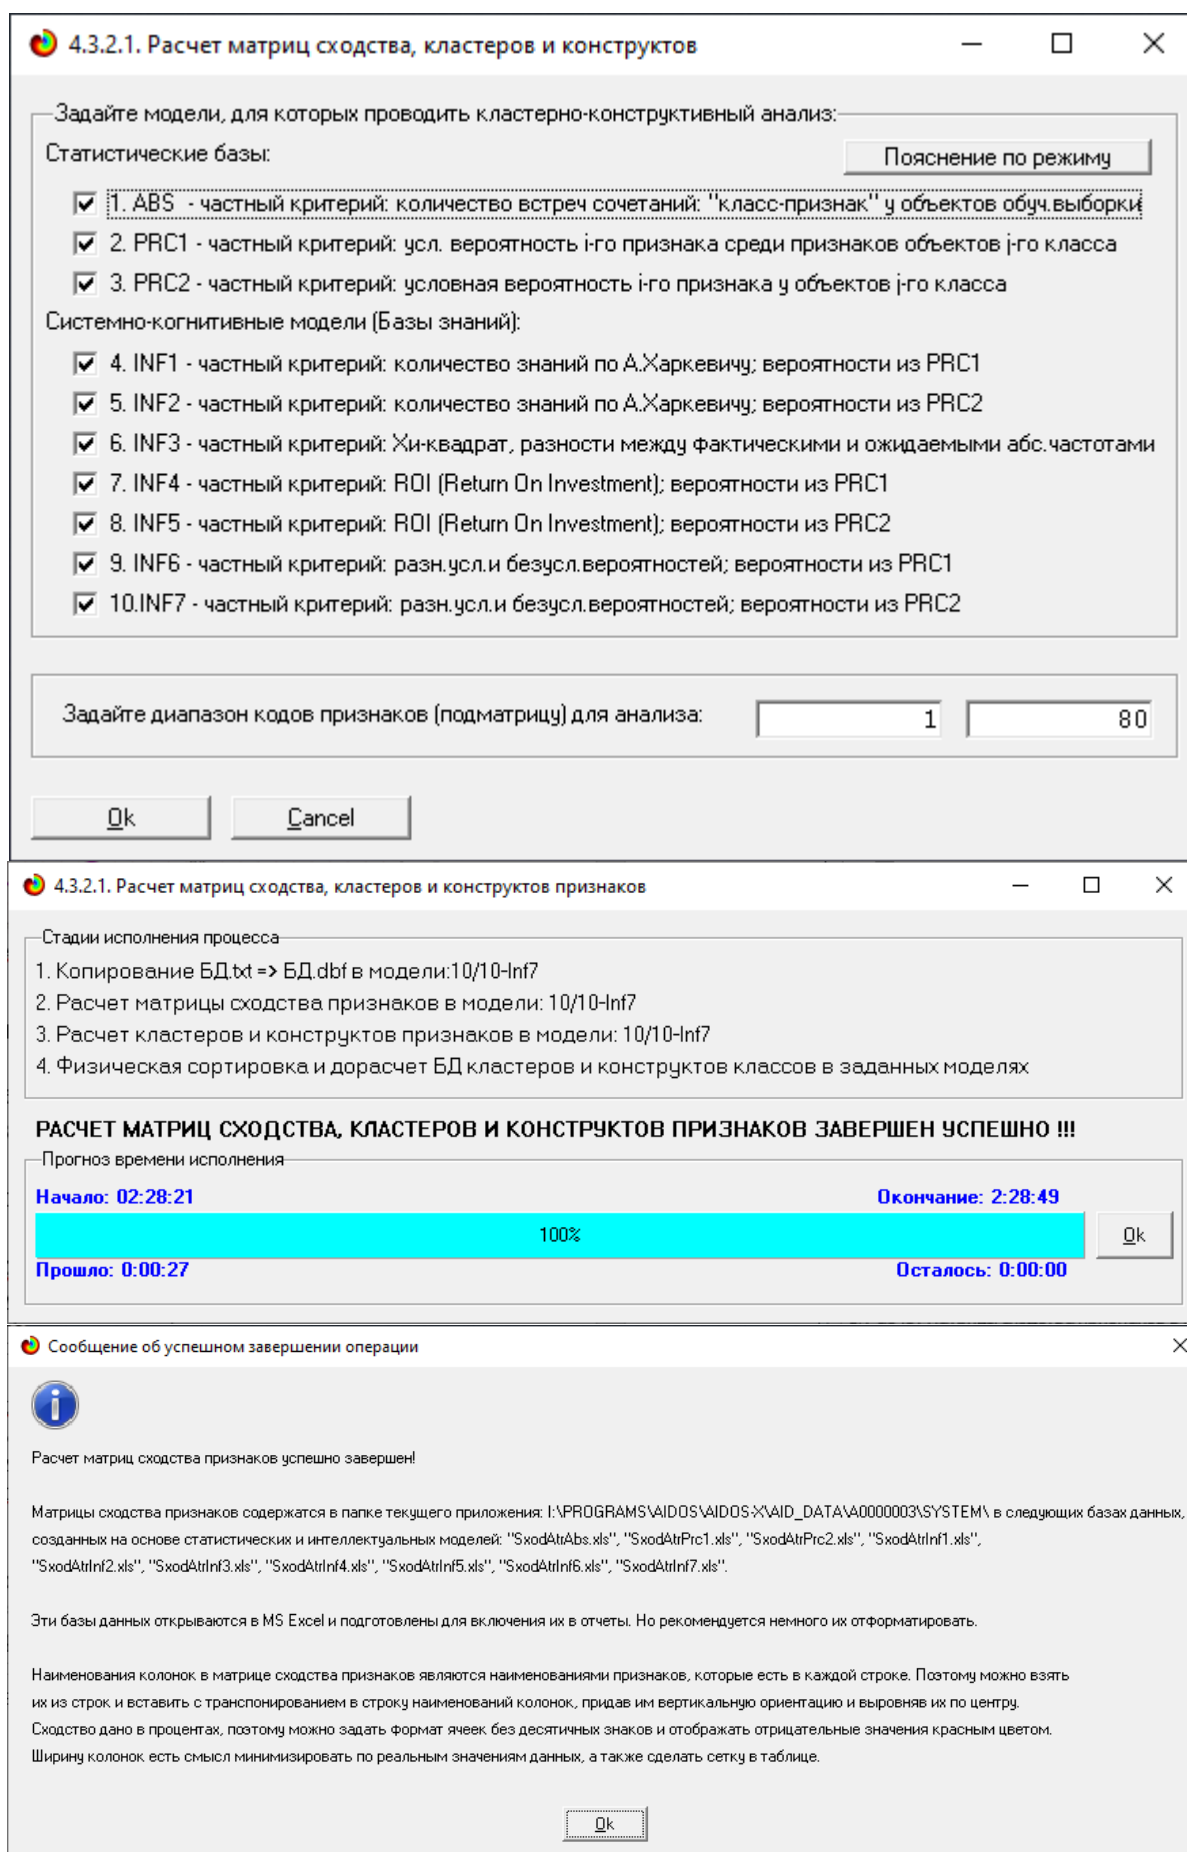 4.3.2.1. Расчет матриц сходства, кластеров и конструктов
Задайте модели, для которых проводить кластерно-конструктивный анализ:
Статистические базы:
Пояснение по режиму
1. ABS - частный критерий: количество встреч сочетаний: "класс-признак" у объектов обуч.выборки
2. PRC1 - частный критерий: усл. вероятность i-го признака среди признаков объектов j-го класса
3. PRC2 - частный критерий: условная вероятность i-го признака у объектов j-го класса
Системно-когнитивные модели (Базы знаний):
4. INF1 - частный критерий: количество знаний по А.Харкевичу; вероятности из PRC1
5. INF2 - частный критерий: количество знаний по А.Харкевичу; вероятности из PRC2
6. INF3 - частный критерий: Хи-квадрат, разности между фактическими и ожидаемыми абс.частотами
7. INF4 - частный критерий: ROI (Return On Investment); вероятности из PRC1
8. INF5 - частный критерий: ROI (Return On Investment); вероятности из PRC2
9. INF6 - частный критерий: разн.усл.и безусл.вероятностей; вероятности из PRC1
10.INF7 - частный критерий: разн.усл.и безусл.вероятностей; вероятности из PRC2
Задайте диапазон кодов признаков (подматрицу) для анализа: 1 80
Ok Cancel
4.3.2.1. Расчет матриц сходства, кластеров и конструктов признаков
Стадии исполнения процесса
1. Копирование БД.txt => БД.dbf в модели:10/10-Inf7
2. Расчет матрицы сходства признаков в модели: 10/10-Inf7
3. Расчет кластеров и конструктов признаков в модели: 10/10-Inf7
4. Физическая сортировка и дорасчет БД кластеров и конструктов классов в заданных моделях
РАСЧЕТ МАТРИЦ СХОДСТВА, КЛАСТЕРОВ И КОНСТРУКТОВ ПРИЗНАКОВ ЗАВЕРШЕН УСПЕШНО !!!
Прогноз времени исполнения
Начало: 02:28:21 Окончание: 2:28:49
100%
Ok
Прошло: 0:00:27 Осталось: 0:00:00
Сообщение об успешном завершении операции
Расчет матриц сходства признаков успешно завершен!
Матрицы сходства признаков содержатся в папке текущего приложения: I:\PROGRAMS\AIDOS\AIDOS-X\AID_DATA\A0000003\SYSTEM\ в следующих базах данных,
созданных на основе статистических и интеллектуальных моделей: "SxodAtrAbs.xls", "SxodAtrPrc1.xls", "SxodAtrPrc2.xls", "SxodAtrInf1.xls",
"SxodAtrInf2.xls", "SxodAtrInf3.xls", "SxodAtrInf4.xls", "SxodAtrInf5.xls", "SxodAtrInf6.xls", "SxodAtrInf7.xls".
Эти базы данных открываются в MS Excel и подготовлены для включения их в отчеты. Но рекомендуется немного их отформатировать.
Наименования колонок в матрице сходства признаков являются наименованиями признаков, которые есть в каждой строке. Поэтому можно взять
их из строк и вставить с транспонированием в строку наименований колонок, придав им вертикальную ориентацию и выровняв их по центру.
Сходство дано в процентах, поэтому можно задать формат ячеек без десятичных знаков и отображать отрицательные значения красным цветом.
Ширину колонок есть смысл минимизировать по реальным значениям данных, а также сделать сетку в таблице.
Ok